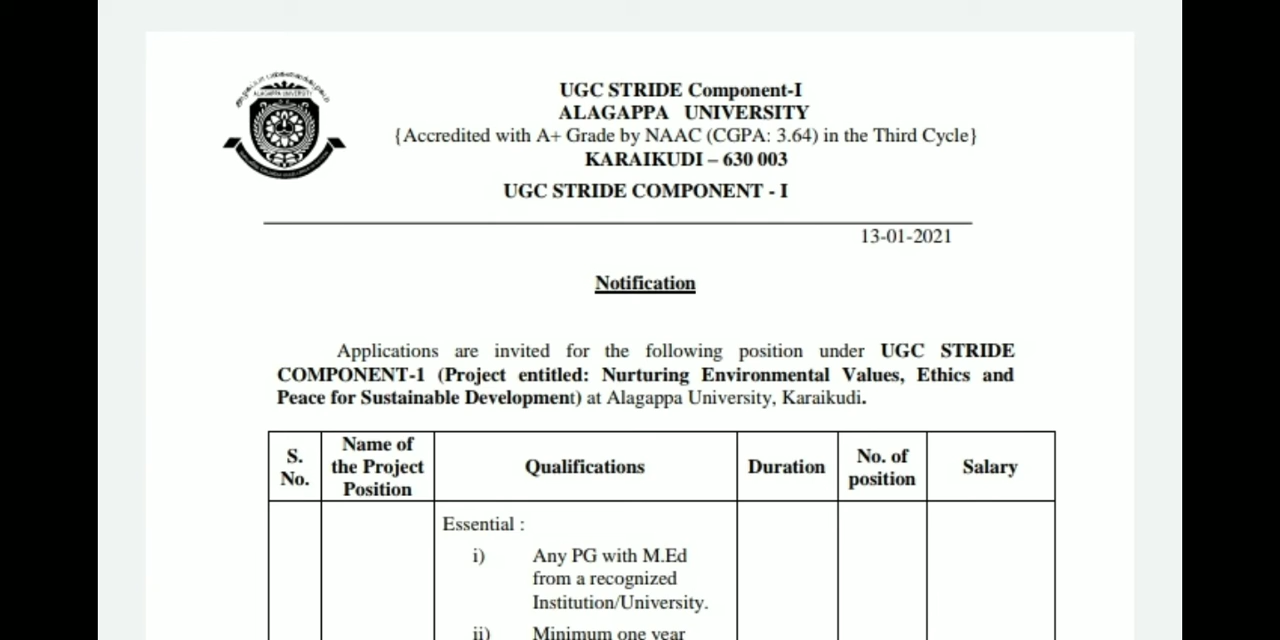 ALAGAPPA UNIVERSITY
UGC STRIDE Component-I
ALAGAPPA UNIVERSITY
{Accredited with A+ Grade by NAAC (CGPA: 3.64) in the Third Cycle}
KARAIKUDI – 630 003
UGC STRIDE COMPONENT - I
13-01-2021
Notification
Applications are invited for the following position under UGC STRIDE
COMPONENT-1 (Project entitled: Nurturing Environmental Values, Ethics and
Peace for Sustainable Development) at Alagappa University, Karaikudi.
S. No.
Name of the Project Position
Qualifications
Duration
No. of position
Salary
Essential :
i) Any PG with M.Ed
from a recognized
Institution/University.
ii) Minimum one year